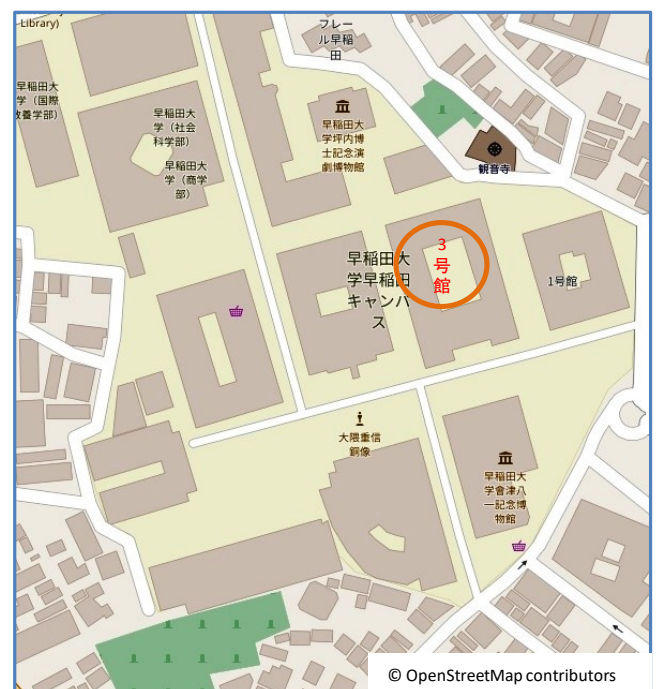 Library)
フレー
ル早稲
田
早稲田大
学（国際
教養学部）
早稲田大
学（社会
科学部）
早稲田大
学（商学
部）
早稲田大
学坪内博
士記念演
劇博物館
観音寺
3
号
館
早稲田大
学早稲田
キャンパ
ス
1号館
大隈重信
銅像
早稲田大
学會津八
一記念博
物館
© OpenStreetMap contributors